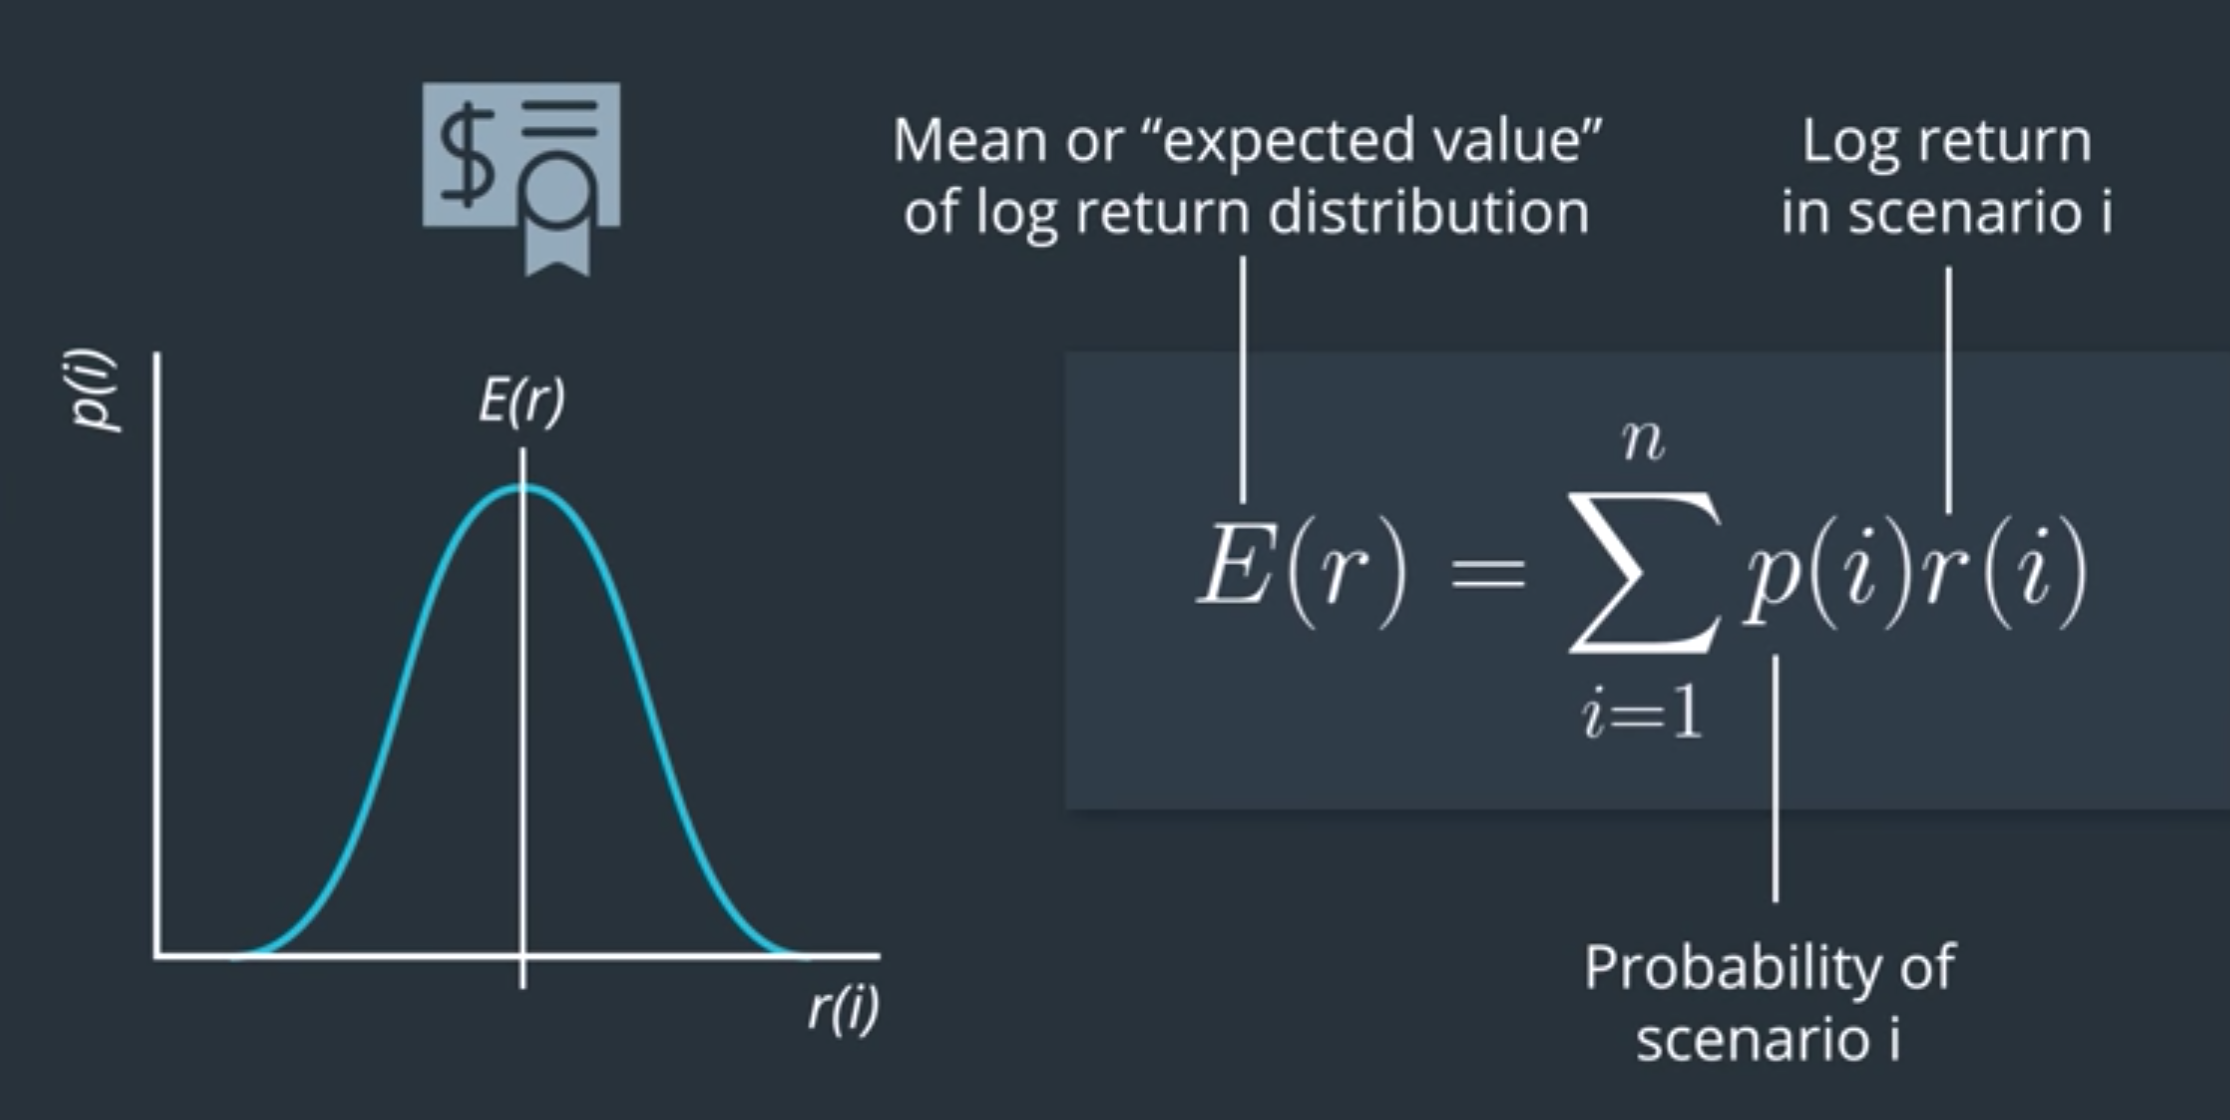 $
Mean or “expected value”
of log return distribution
Log return
in scenario i
p(i)
E(r)
r(i)
n
E(r) = ∑ p(i)r(i)
i=1
Probability of
scenario i